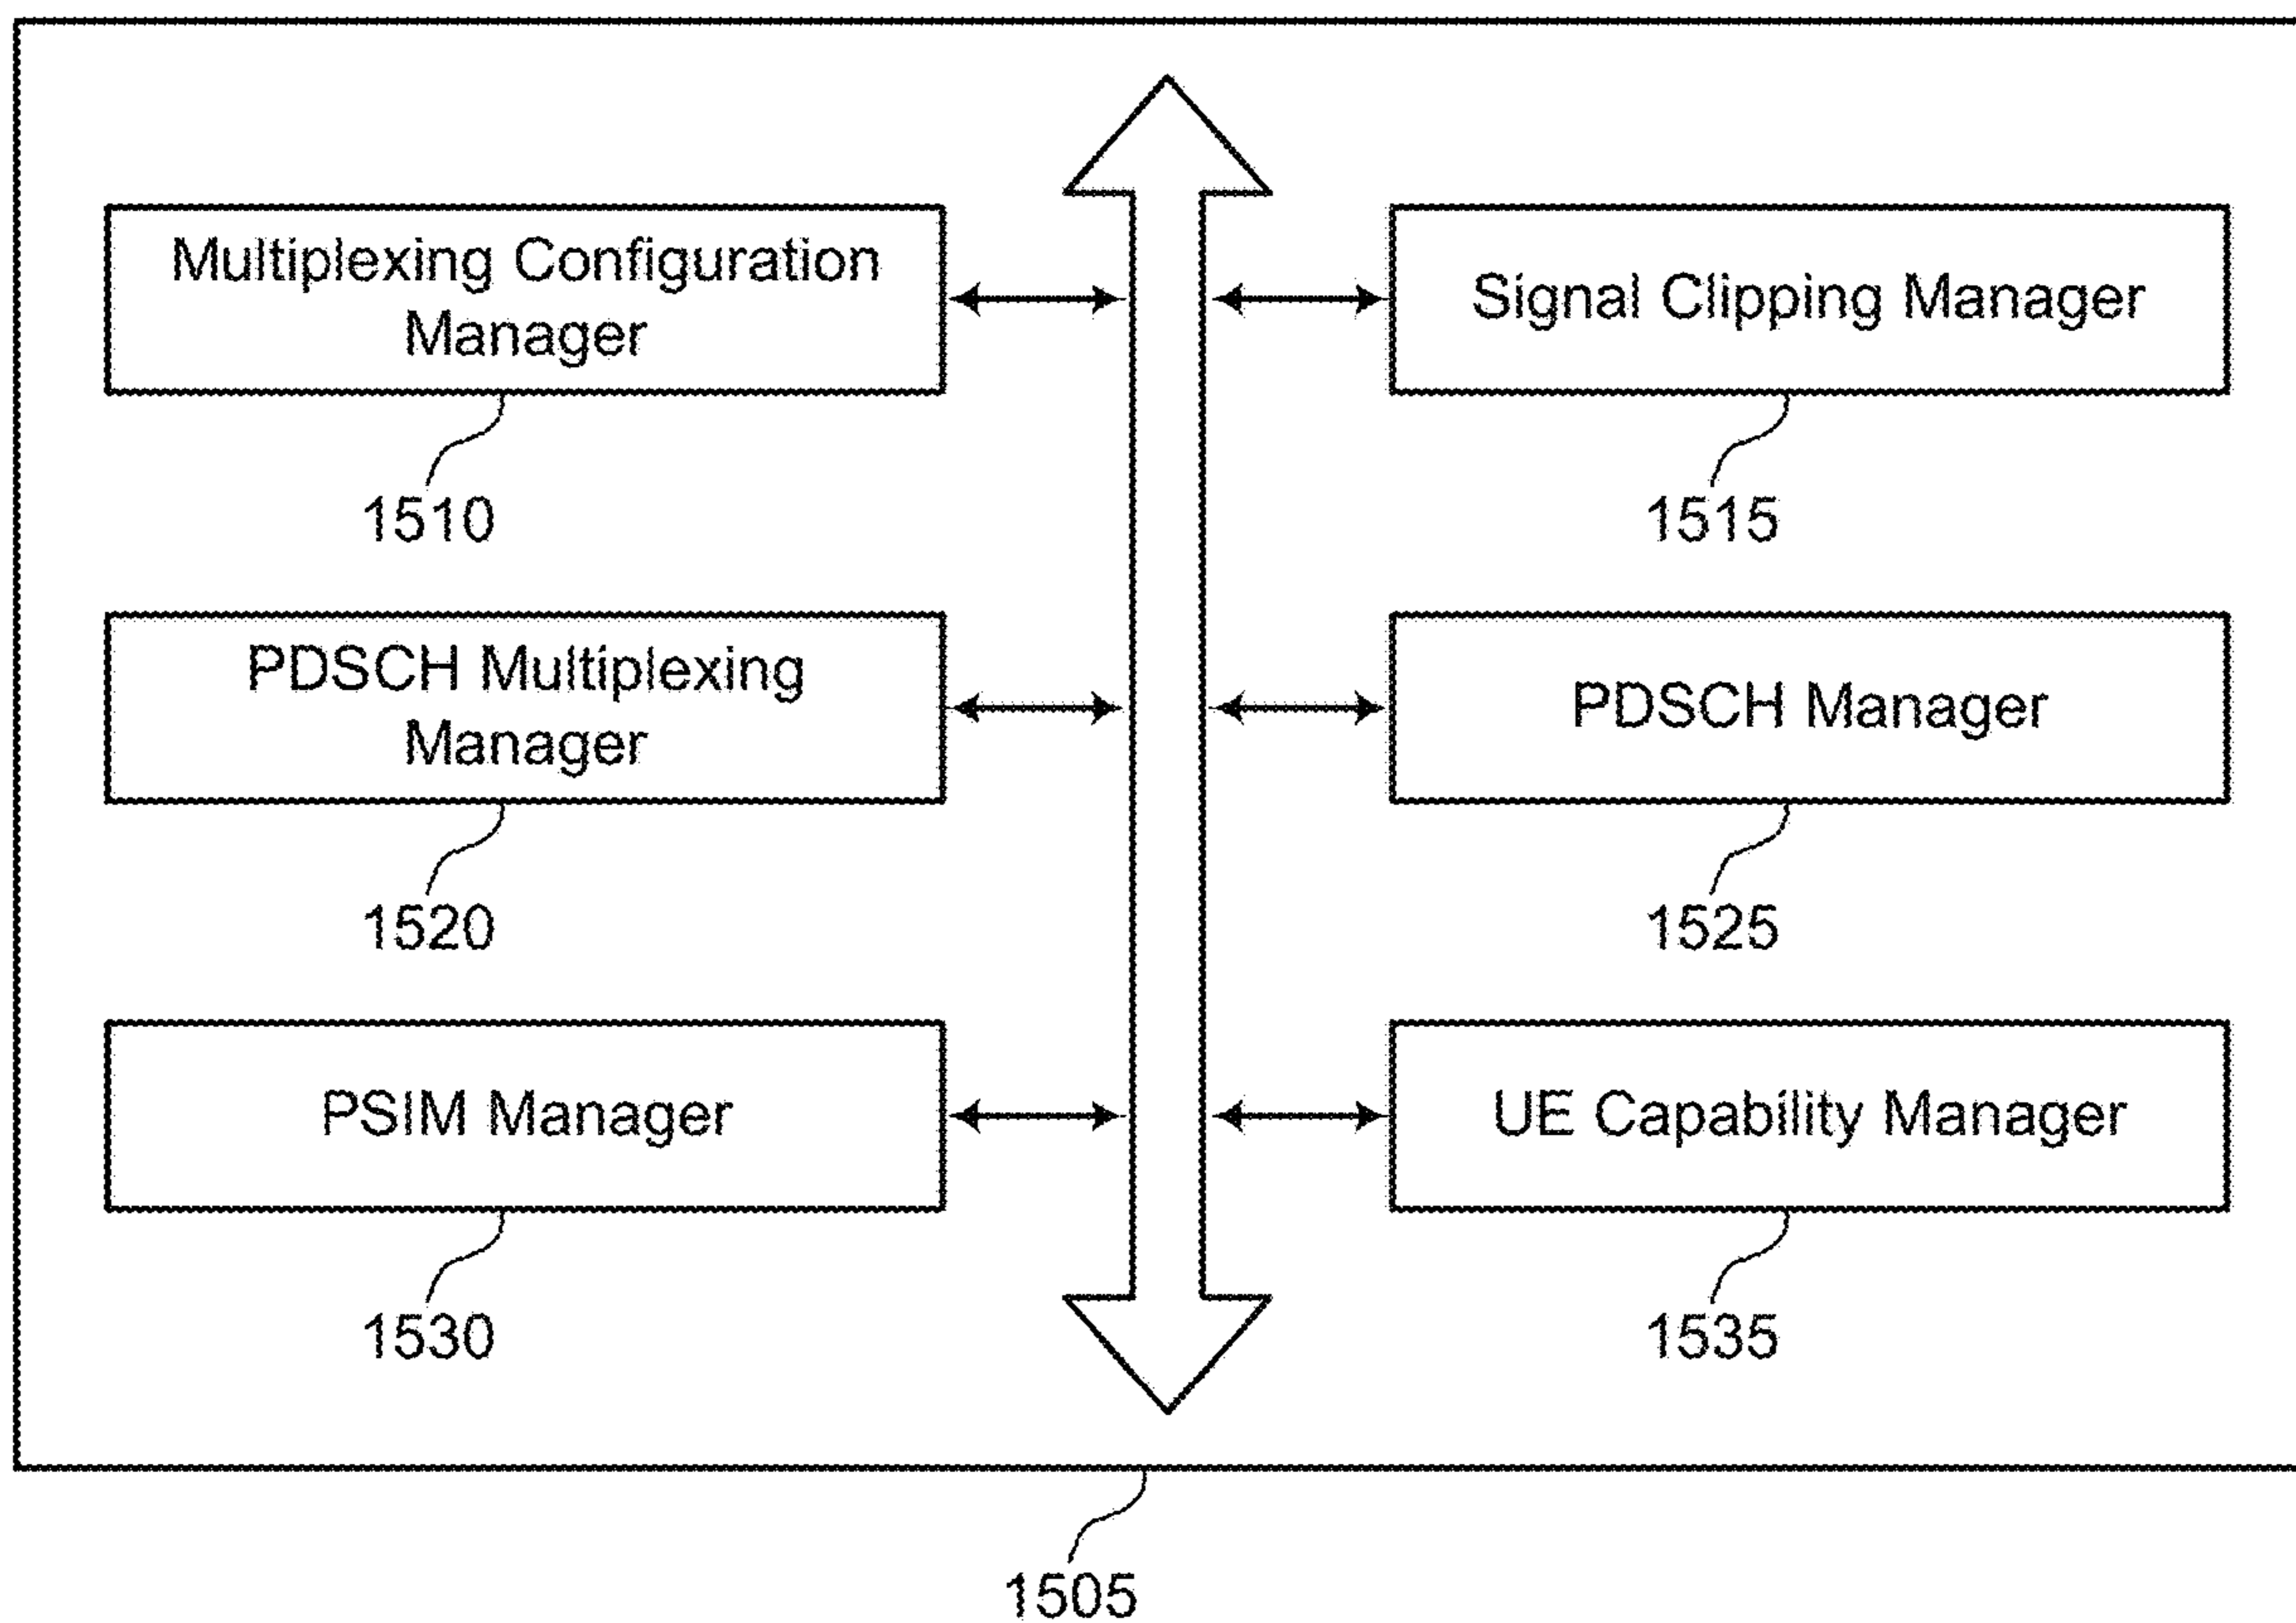 Multiplexing Configuration
Manager
1510
Signal Clipping Manager
1515
PDSCH Multiplexing
Manager
1520
PDSCH Manager
1525
PSIM Manager
1530
UE Capability Manager
1535
1505